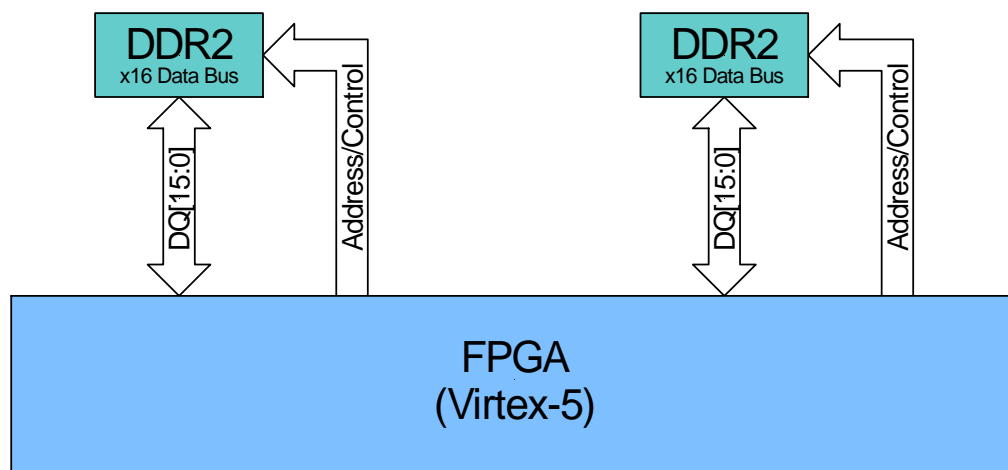 DDR2
x16 Data Bus
DQ[15:0]
Address/Control
DDR2
x16 Data Bus
DQ[15:0]
Address/Control
FPGA
(Virtex-5)